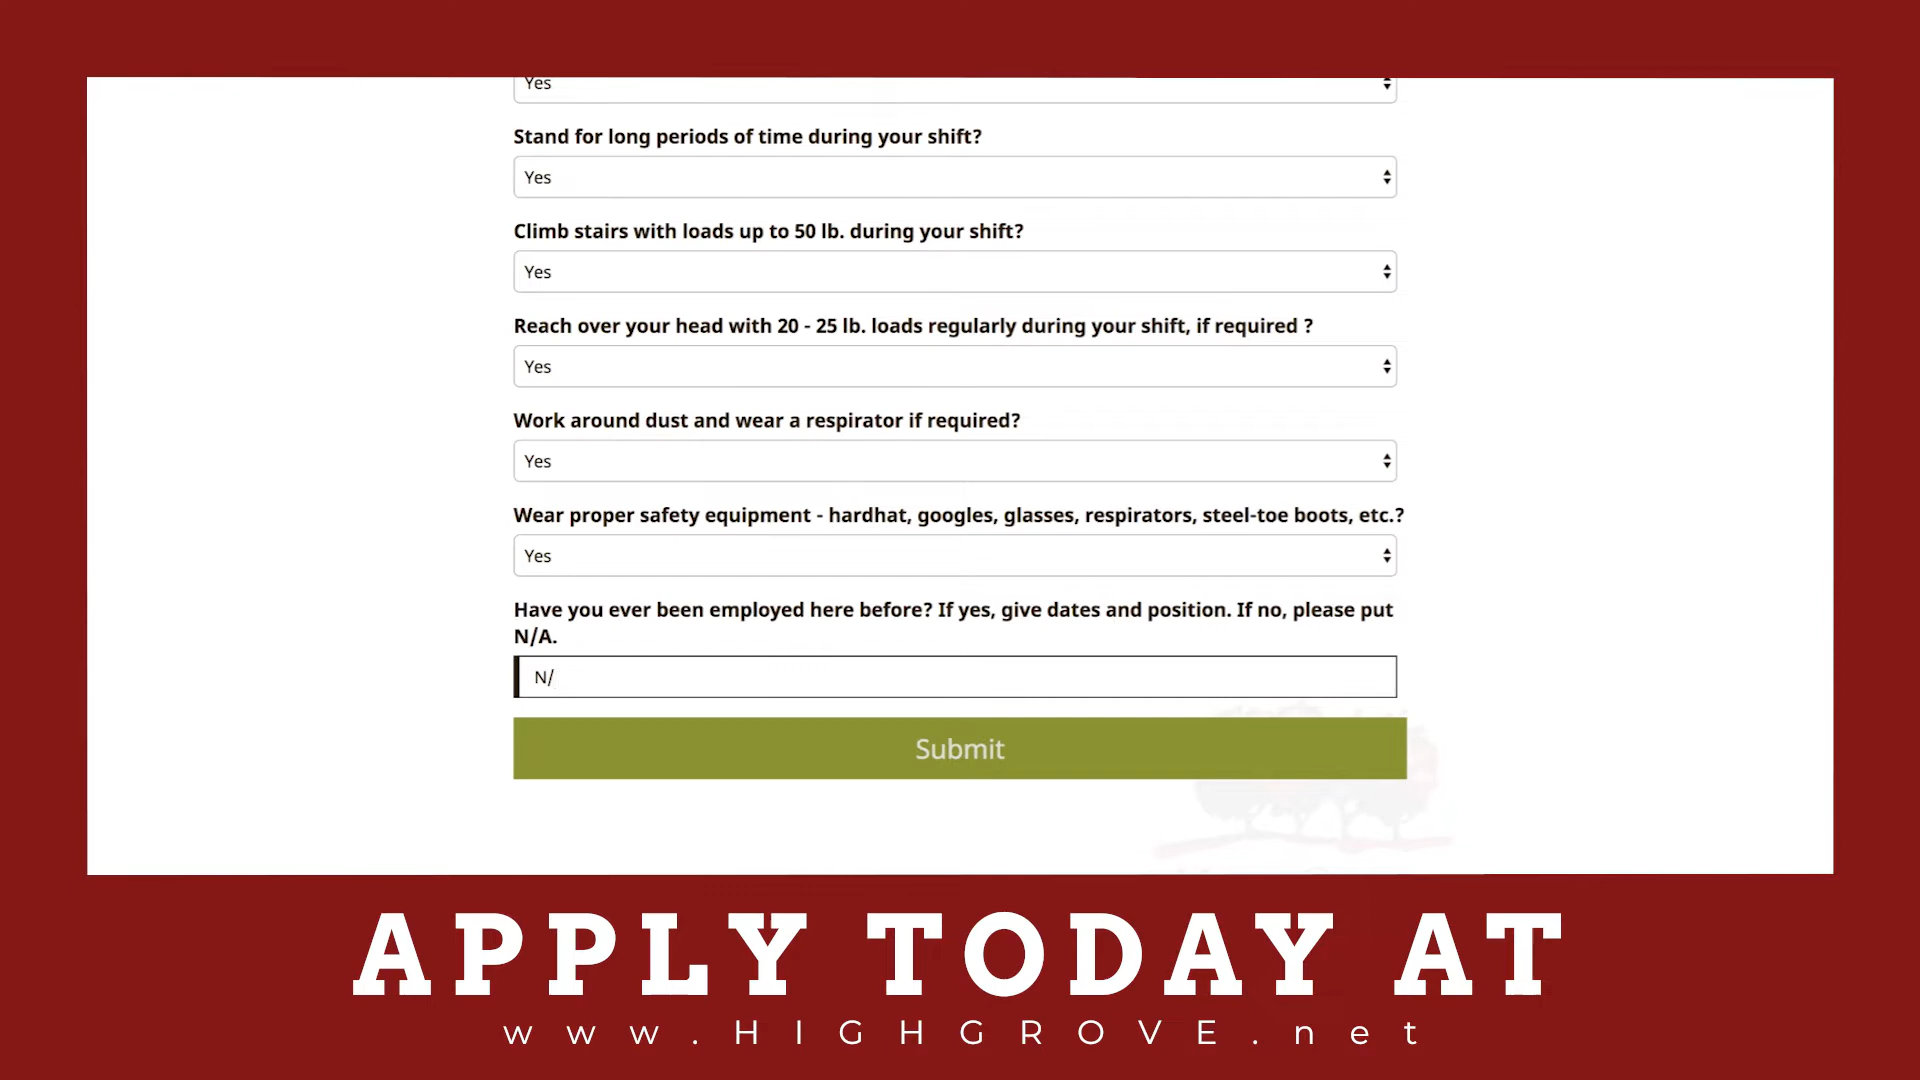 Yes
Stand for long periods of time during your shift?
Yes
Climb stairs with loads up to 50 lb. during your shift?
Yes
Reach over your head with 20 - 25 lb. loads regularly during your shift, if required ?
Yes
Work around dust and wear a respirator if required?
Yes
Wear proper safety equipment - hardhat, googles, glasses, respirators, steel-toe boots, etc.?
Yes
Have you ever been employed here before? If yes, give dates and position. If no, please put
N/A.
N/
Submit
APPLY TODAY AT
www.HIGHGROVE.net